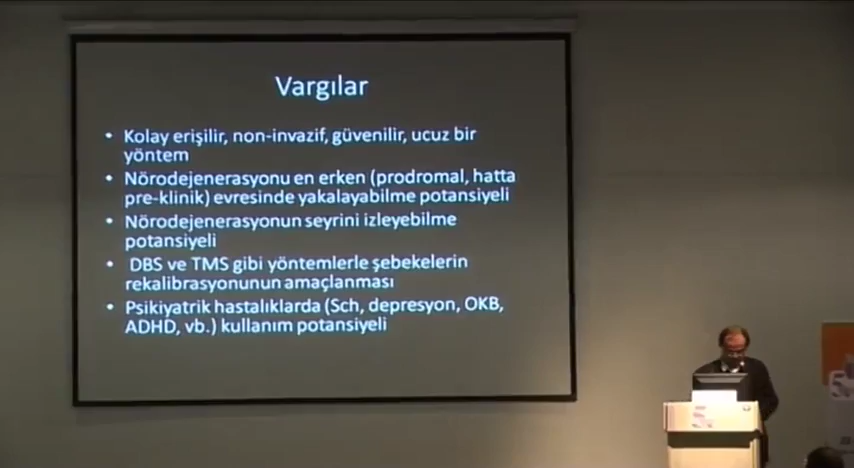 Vargılar
• Kolay erişilir, non-invazif, güvenilir, ucuz bir
yöntem
• Nörodejenerasyonu en erken (prodromal, hatta
pre-klinik) evresinde yakalayabilme potansiyeli
• Nörodejenerasyonun seyrini izleyebilme
potansiyeli
• DBS ve TMS gibi yöntemlerle şebekelerin
rekalibrasyonunun amaçlanması
• Psikiyatrik hastalıklarda (Sch, depresyon, OKB,
ADHD, vb.) kullanım potansiyeli